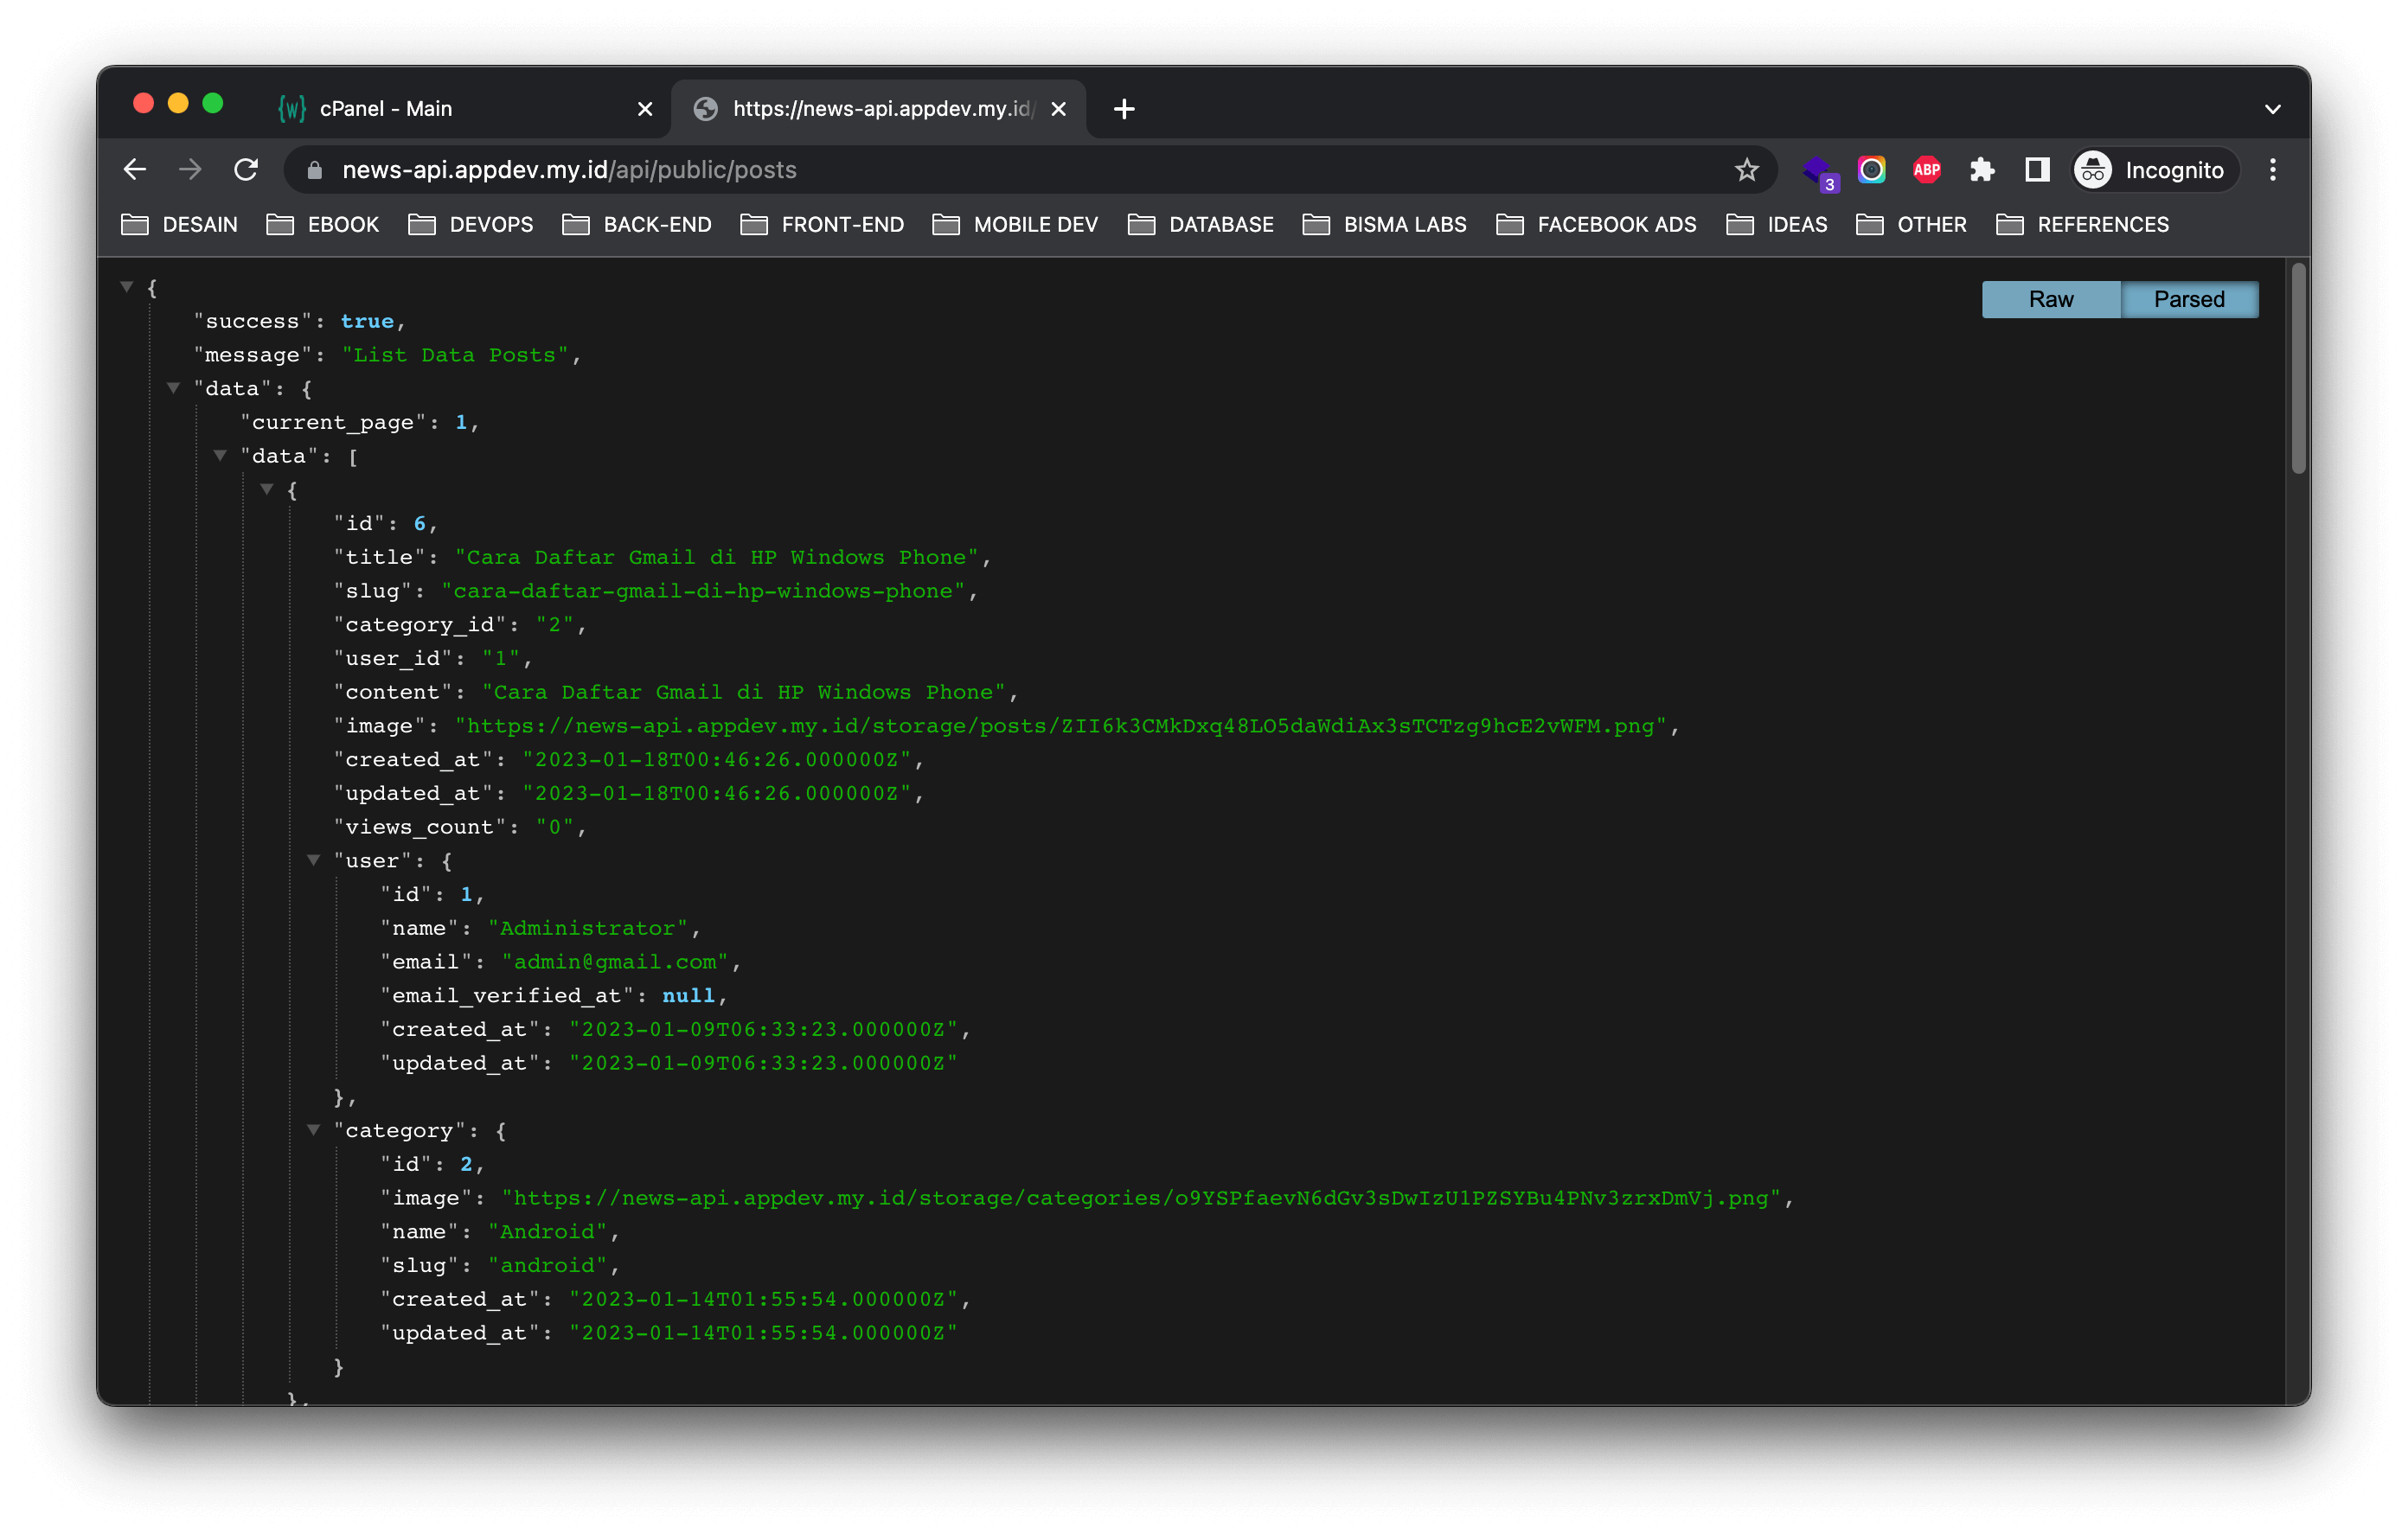 cPanel - Main
https://news-api.appdev.my.id/
news-api.appdev.my.id/api/public/posts
3
ABP
Incognito
DESAIN EBOOK DEVOPS BACK-END FRONT-END MOBILE DEV DATABASE BISMA LABS FACEBOOK ADS IDEAS OTHER REFERENCES
Raw Parsed
{
"success": true,
"message": "List Data Posts",
"data": {
"current_page": 1,
"data": [
{
"id": 6,
"title": "Cara Daftar Gmail di HP Windows Phone",
"slug": "cara-daftar-gmail-di-hp-windows-phone",
"category_id": "2",
"user_id": "1",
"content": "Cara Daftar Gmail di HP Windows Phone",
"image": "https://news-api.appdev.my.id/storage/posts/ZII6k3CMkDxq48LO5daWdiAx3sTCTzg9hcE2vWFM.png",
"created_at": "2023-01-18T00:46:26.000000Z",
"updated_at": "2023-01-18T00:46:26.000000Z",
"views_count": "0",
"user": {
"id": 1,
"name": "Administrator",
"email": "admin@gmail.com",
"email_verified_at": null,
"created_at": "2023-01-09T06:33:23.000000Z",
"updated_at": "2023-01-09T06:33:23.000000Z"
},
"category": {
"id": 2,
"image": "https://news-api.appdev.my.id/storage/categories/o9YSPfaevN6dGv3sDwIzU1PZSYBu4PNv3zrxDmVj.png",
"name": "Android",
"slug": "android",
"created_at": "2023-01-14T01:55:54.000000Z",
"updated_at": "2023-01-14T01:55:54.000000Z"
}
},